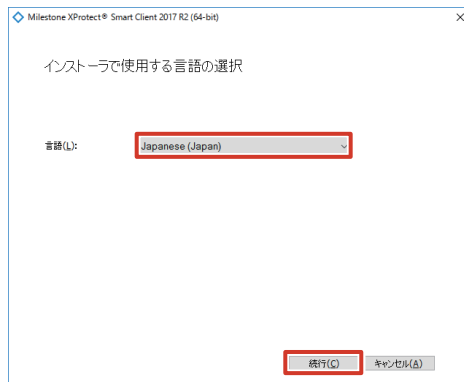 Milestone XProtect® Smart Client 2017 R2 (64-bit)
インストーラで使用する言語の選択
言語(L): Japanese (Japan)
続行(C) キャンセル(A)